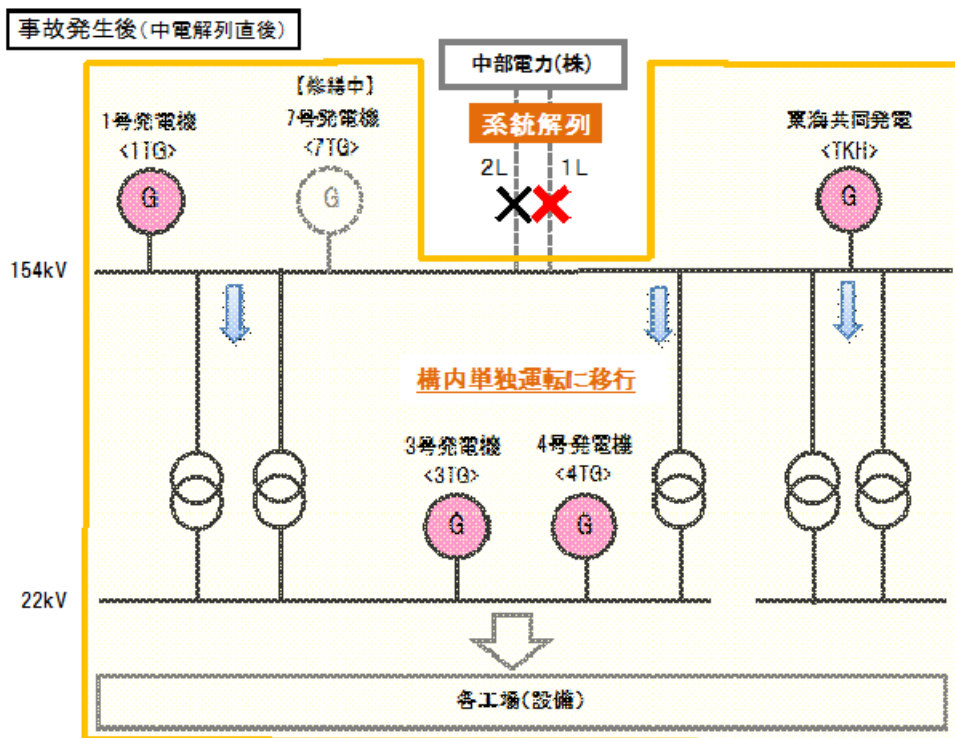 事故発生後(中電解列直後)
中部電力(株)
【修繕中】
系統解列
1号発電機
<1TG>
7号発電機
<7TG>
東海共同発電
<TKH>
2L
1L
G
G
G
154kV
構内単独運転に移行
3号発電機
<3TG>
4号発電機
<4TG>
G
G
22kV
各工場(設備)